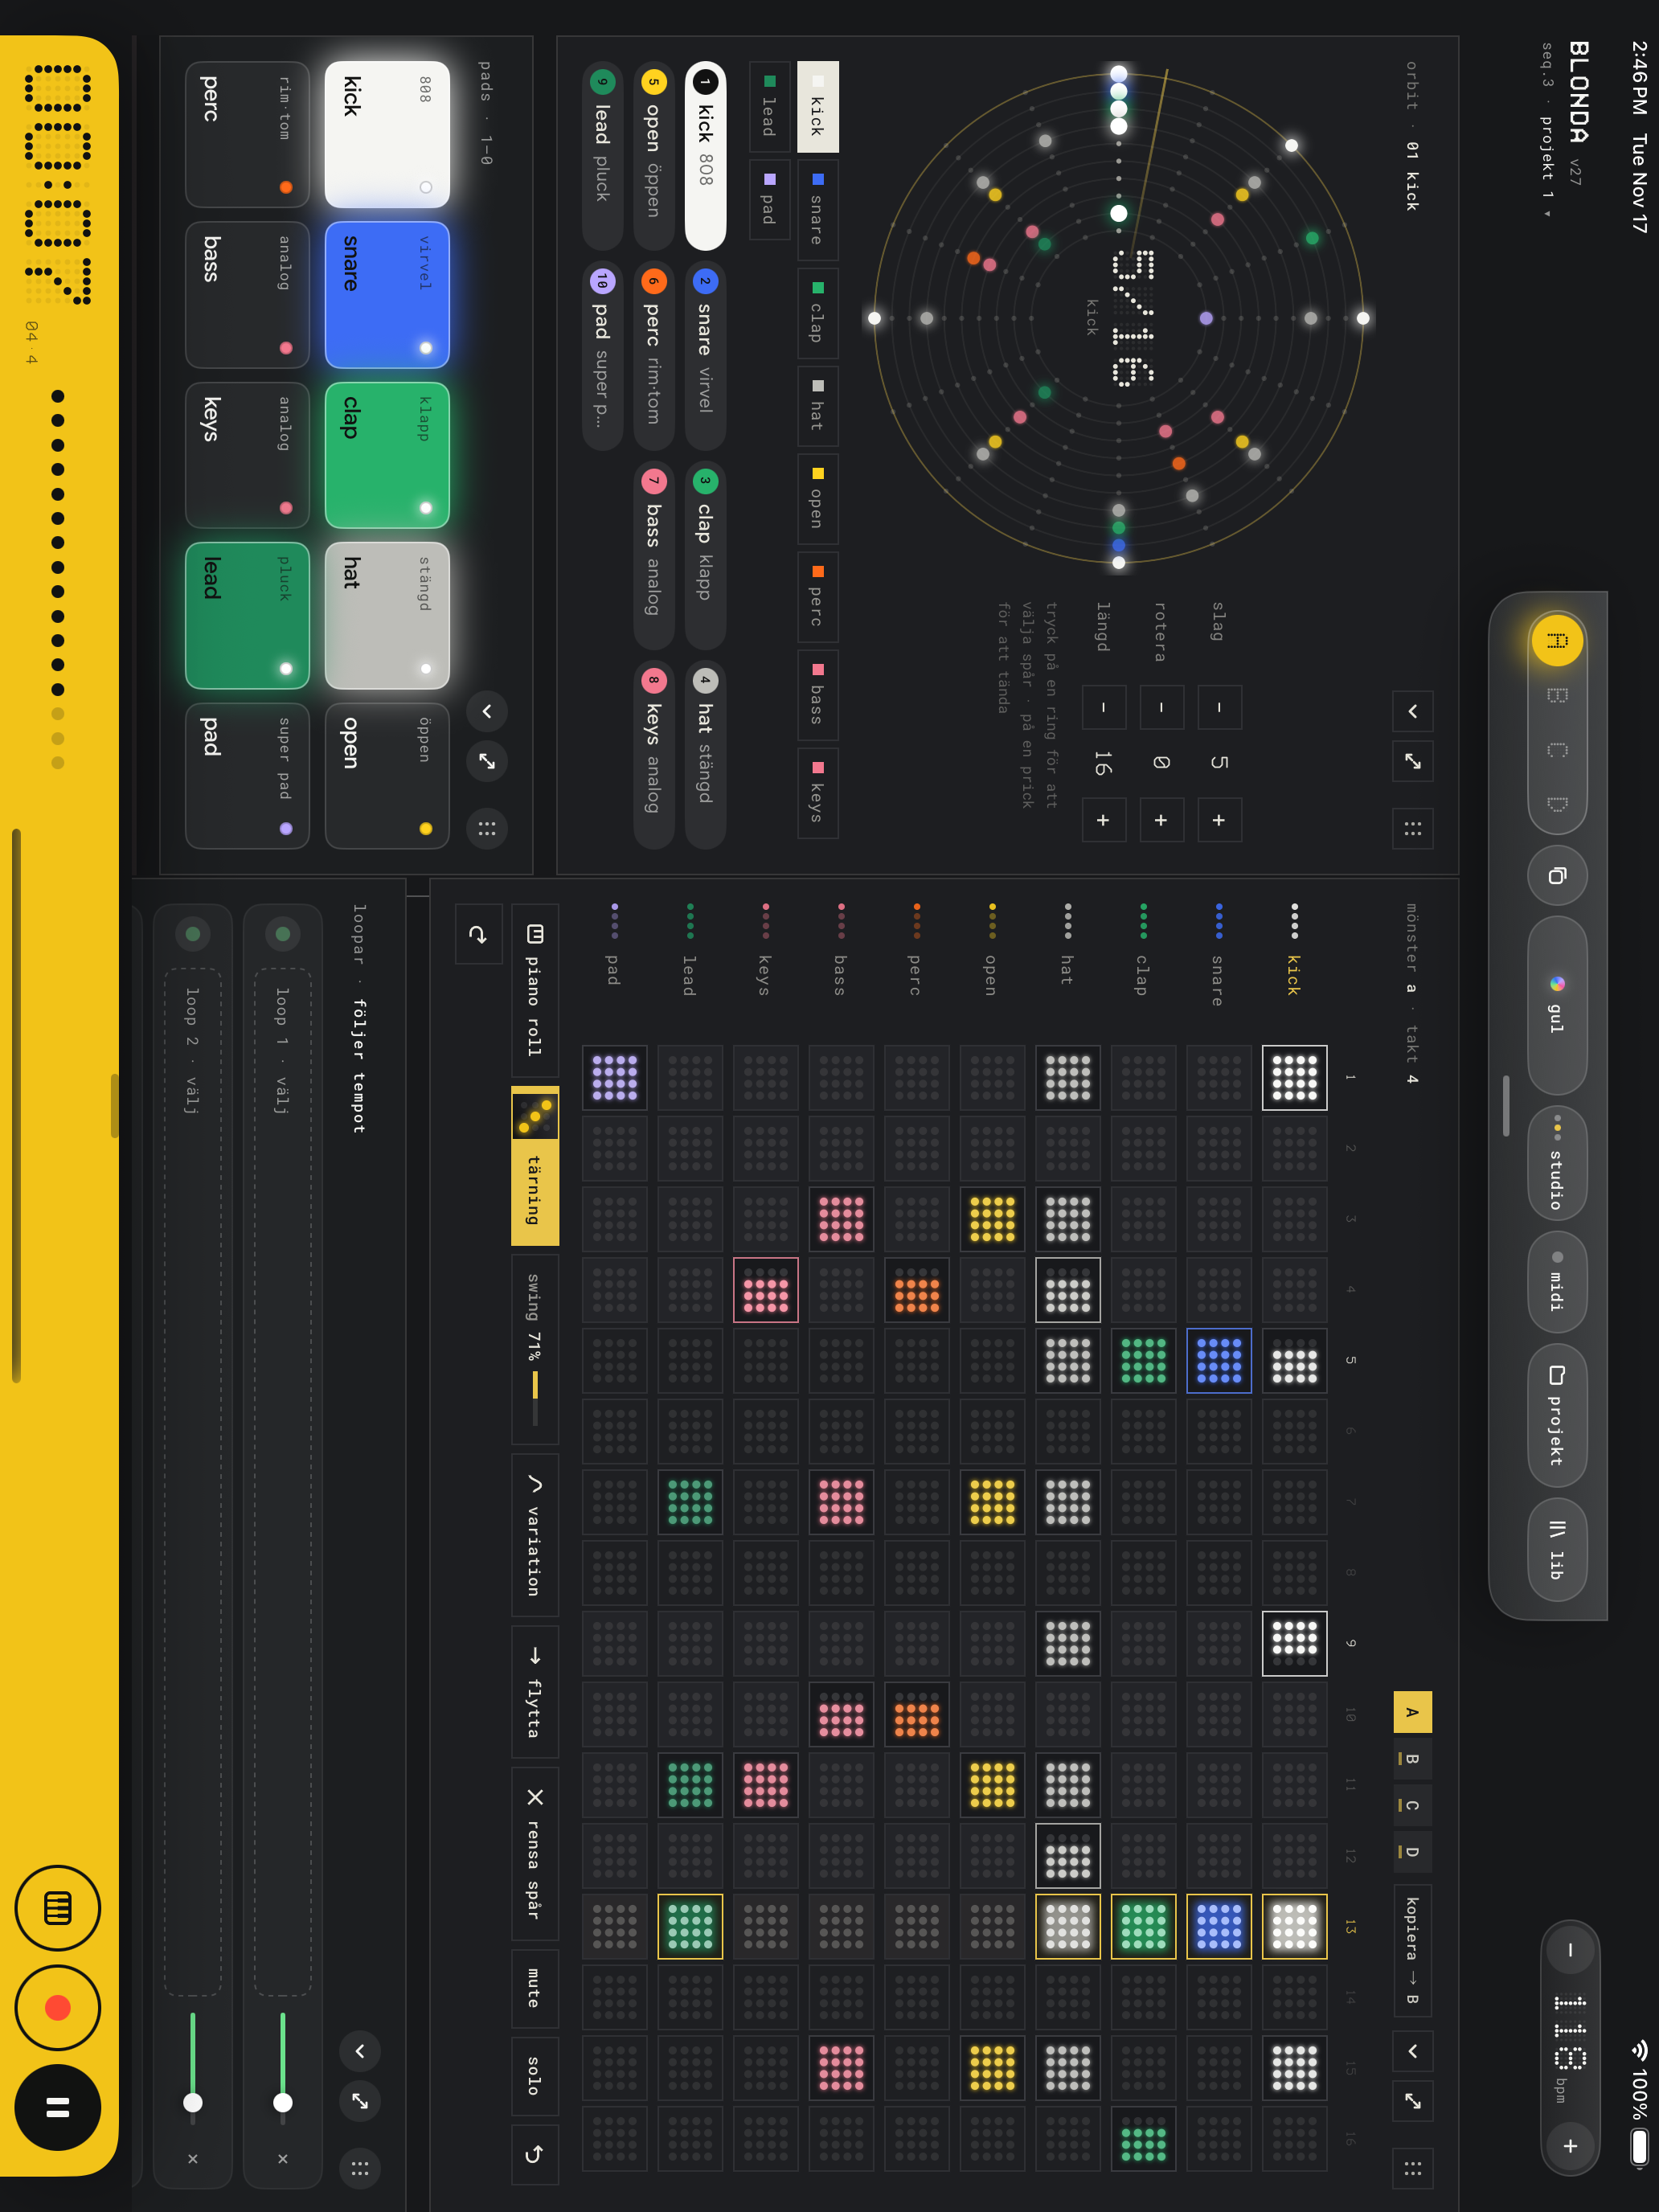 2:46 PM Tue Nov 17
100%
BLONDA v27
seq.3 · projekt 1 ▾
A B C D
gul
studio
midi
projekt
lib
− 118 bpm +
orbit · 01 kick
5/16
kick
slag − 5 +
rotera − 0 +
längd − 16 +
tryck på en ring för att
välja spår · på en prick
för att tända
kick snare clap hat open perc bass keys
lead pad
1 kick 808 2 snare virvel 3 clap klapp 4 hat stängd
5 open öppen 6 perc rim·tom 7 bass analog 8 keys analog
9 lead pluck 10 pad super p…
pads · 1–0
808 virvel klapp stängd öppen
kick snare clap hat open
rim·tom analog analog pluck super pad
perc bass keys lead pad
mönster a · takt 4
A B C D kopiera → B
1 2 3 4 5 6 7 8 9 10 11 12 13 14 15 16
kick
snare
clap
hat
open
perc
bass
keys
lead
pad
piano roll tärning swing 71% variation flytta rensa spår mute solo
loopar · följer tempot
loop 1 · välj ×
loop 2 · välj ×
00:07
04·4